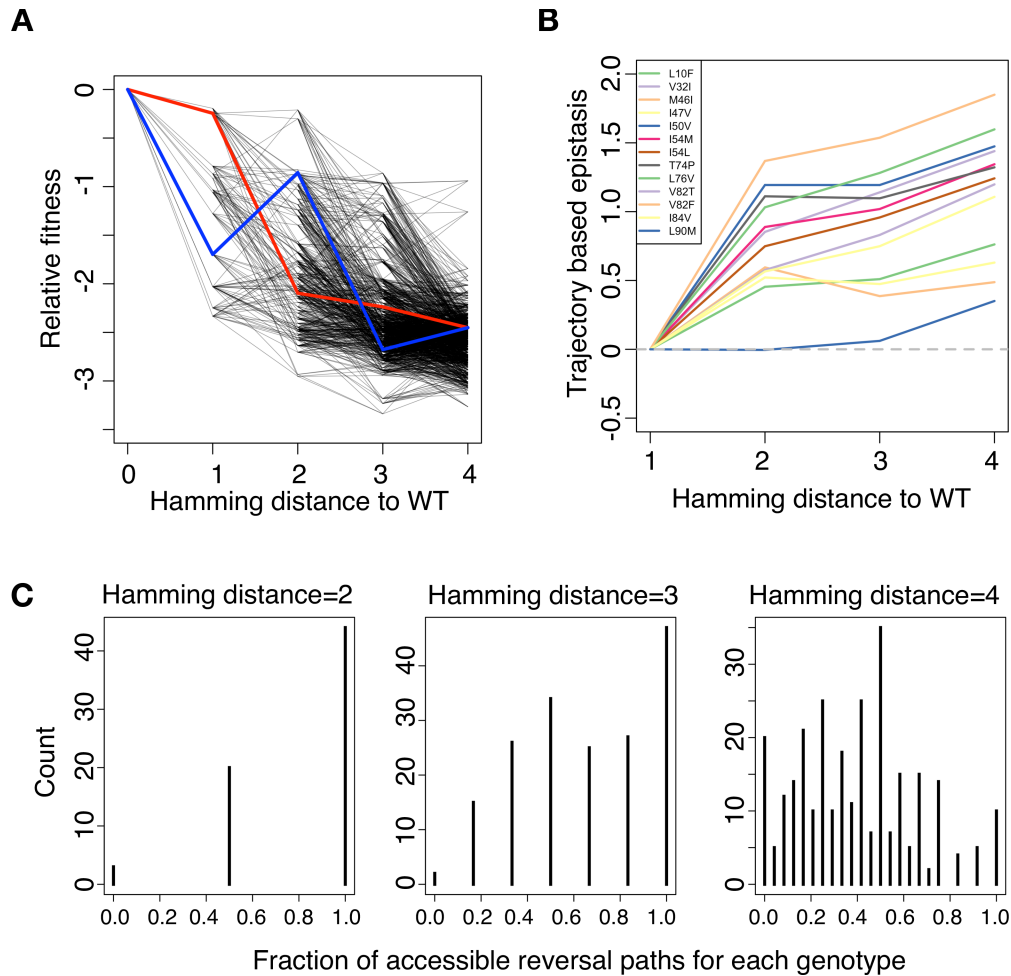 A
Relative fitness
0
-1
-2
-3
0 1 2 3 4
Hamming distance to WT
B
Trajectory based epistasis
2.0
1.5
1.0
0.5
0
-0.5
L10F
V32I
M46I
I47V
I50V
I54M
I54L
T74P
L76V
V82T
V82F
I84V
L90M
1 2 3 4
Hamming distance to WT
C
Hamming distance=2
Count
40
30
20
10
0
0.0 0.2 0.4 0.6 0.8 1.0
Hamming distance=3
40
30
20
10
0
0.0 0.2 0.4 0.6 0.8 1.0
Hamming distance=4
30
20
10
0
0.0 0.2 0.4 0.6 0.8 1.0
Fraction of accessible reversal paths for each genotype